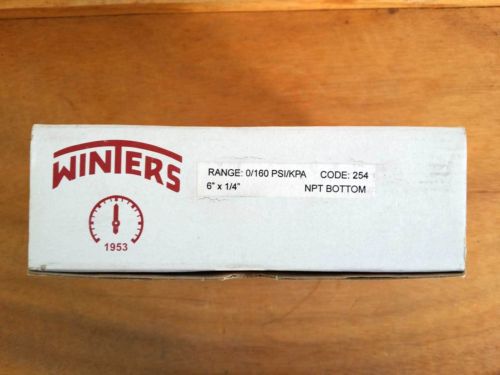 WINTERS
1953
RANGE: 0/160 PSI/KPA CODE: 254
6" x 1/4" NPT BOTTOM